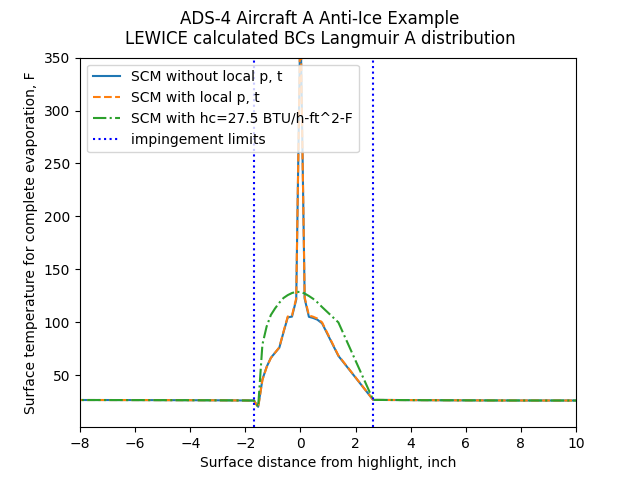 ADS-4 Aircraft A Anti-Ice Example
LEWICE calculated BCs Langmuir A distribution
Surface temperature for complete evaporation, F
350
300
250
200
150
100
50
SCM without local p, t
SCM with local p, t
SCM with hc=27.5 BTU/h-ft^2-F
impingement limits
−8 −6 −4 −2 0 2 4 6 8 10
Surface distance from highlight, inch